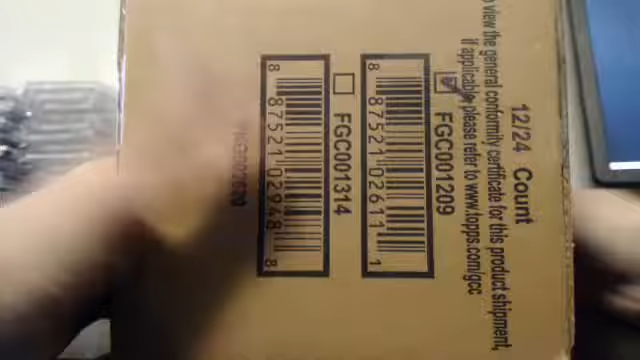 12/24 Count
view the general conformity certificate for this product shipment,
if applicable, please refer to www.topps.com/gcc
FGC001209
8 87521 02611 1
FGC001314
8 87521 02948 8